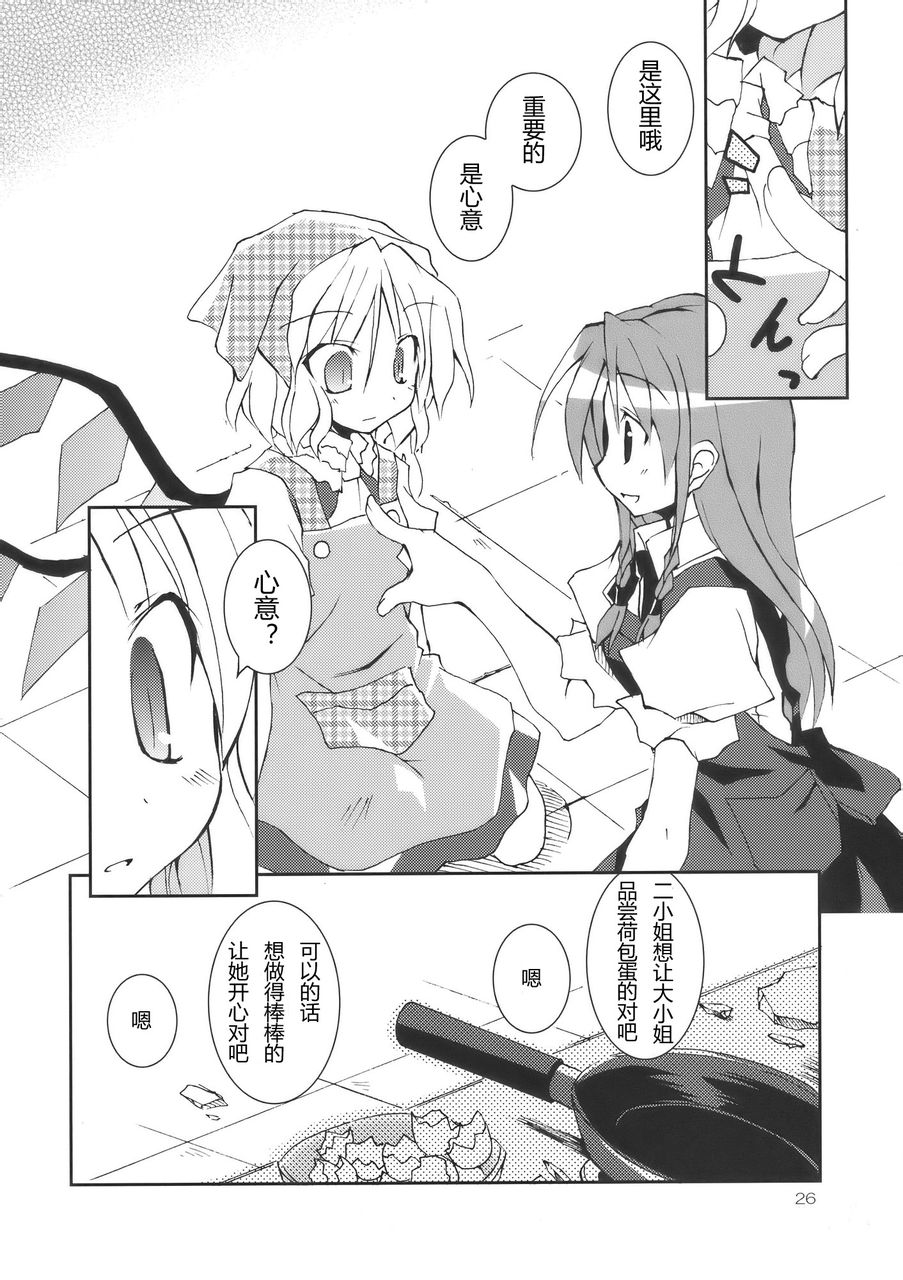 是这里哦
とんっ
重要的
是心意
心意？
二小姐想让大小姐
品尝荷包蛋的对吧
嗯
可以的话
想做得棒棒的
让她开心对吧
嗯
26